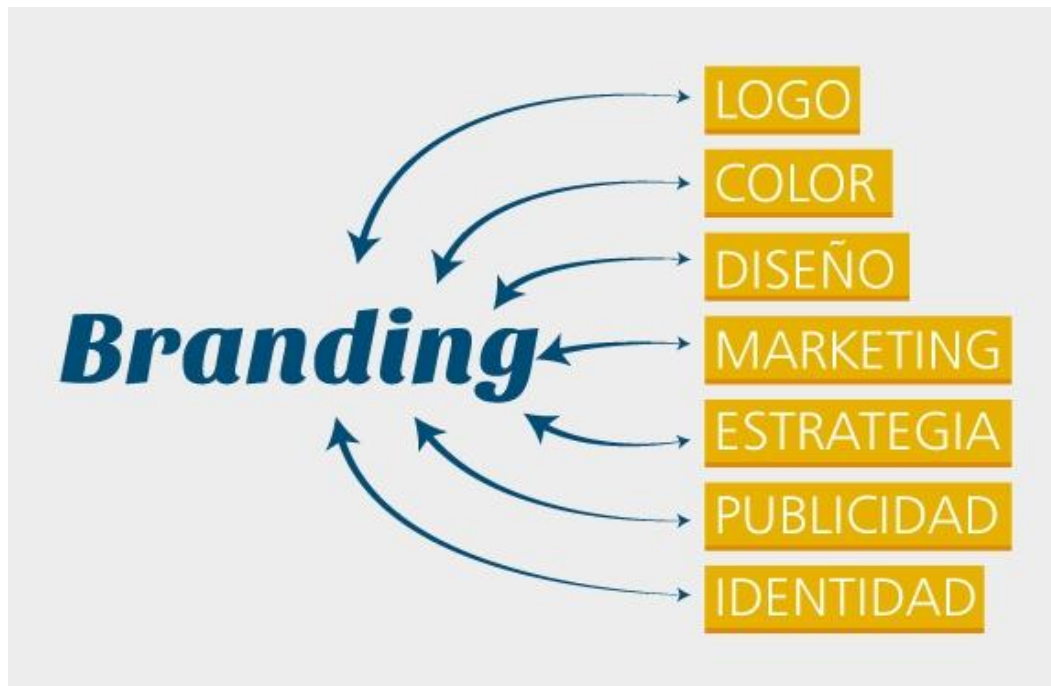 Branding
LOGO
COLOR
DISEÑO
MARKETING
ESTRATEGIA
PUBLICIDAD
IDENTIDAD